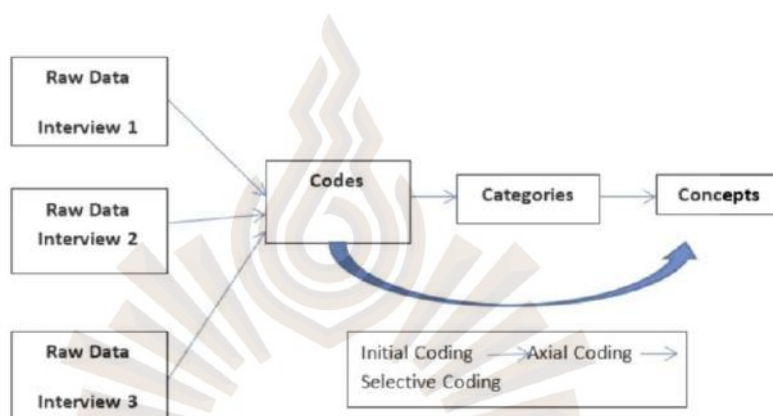 Raw Data
Interview 1
Raw Data
Interview 2
Raw Data
Interview 3
Codes
Categories
Concepts
Initial Coding Axial Coding
Selective Coding